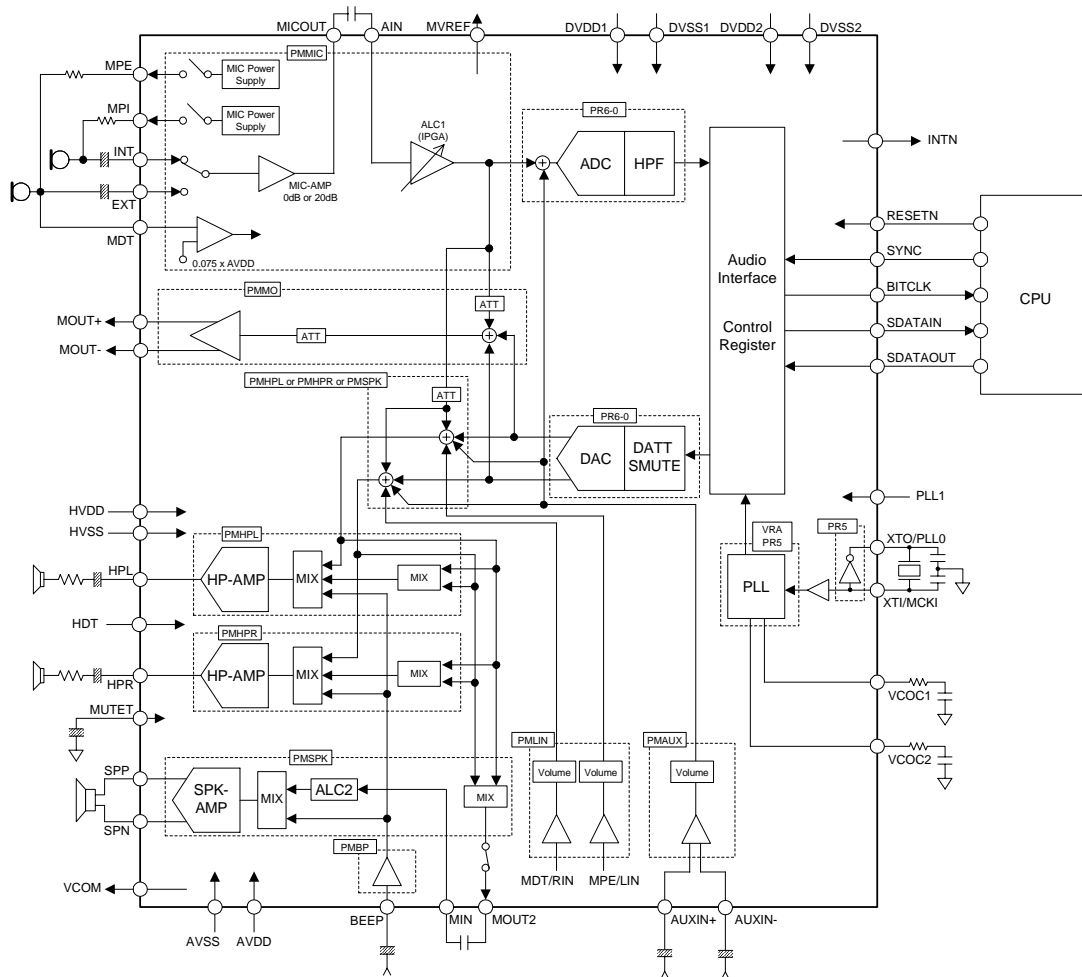 MICOUT
AIN
MVREF
DVDD1
DVSS1
DVDD2
DVSS2
PMMIC
MPE
MIC Power
Supply
MPI
MIC Power
Supply
INT
EXT
MDT
MIC-AMP
0dB or 20dB
0.075 x AVDD
ALC1
(IPGA)
PR6-0
ADC
HPF
Audio
Interface
Control
Register
INTN
RESETN
SYNC
BITCLK
SDATAIN
SDATAOUT
CPU
PMMO
MOUT+
MOUT-
ATT
ATT
PMHPL or PMHPR or PMSPK
ATT
PR6-0
DAC
DATT
SMUTE
PLL1
HVDD
HVSS
PMHPL
HPL
HP-AMP
MIX
MIX
HDT
PMHPR
HPR
HP-AMP
MIX
MIX
MUTET
VRA
PR5
PLL
PR5
XTO/PLL0
XTI/MCKI
VCOC1
VCOC2
PMSPK
SPP
SPN
SPK-
AMP
MIX
ALC2
MIX
PMBP
PMLIN
Volume
Volume
MDT/RIN
MPE/LIN
PMAUX
Volume
VCOM
AVSS
AVDD
BEEP
MIN
MOUT2
AUXIN+
AUXIN-